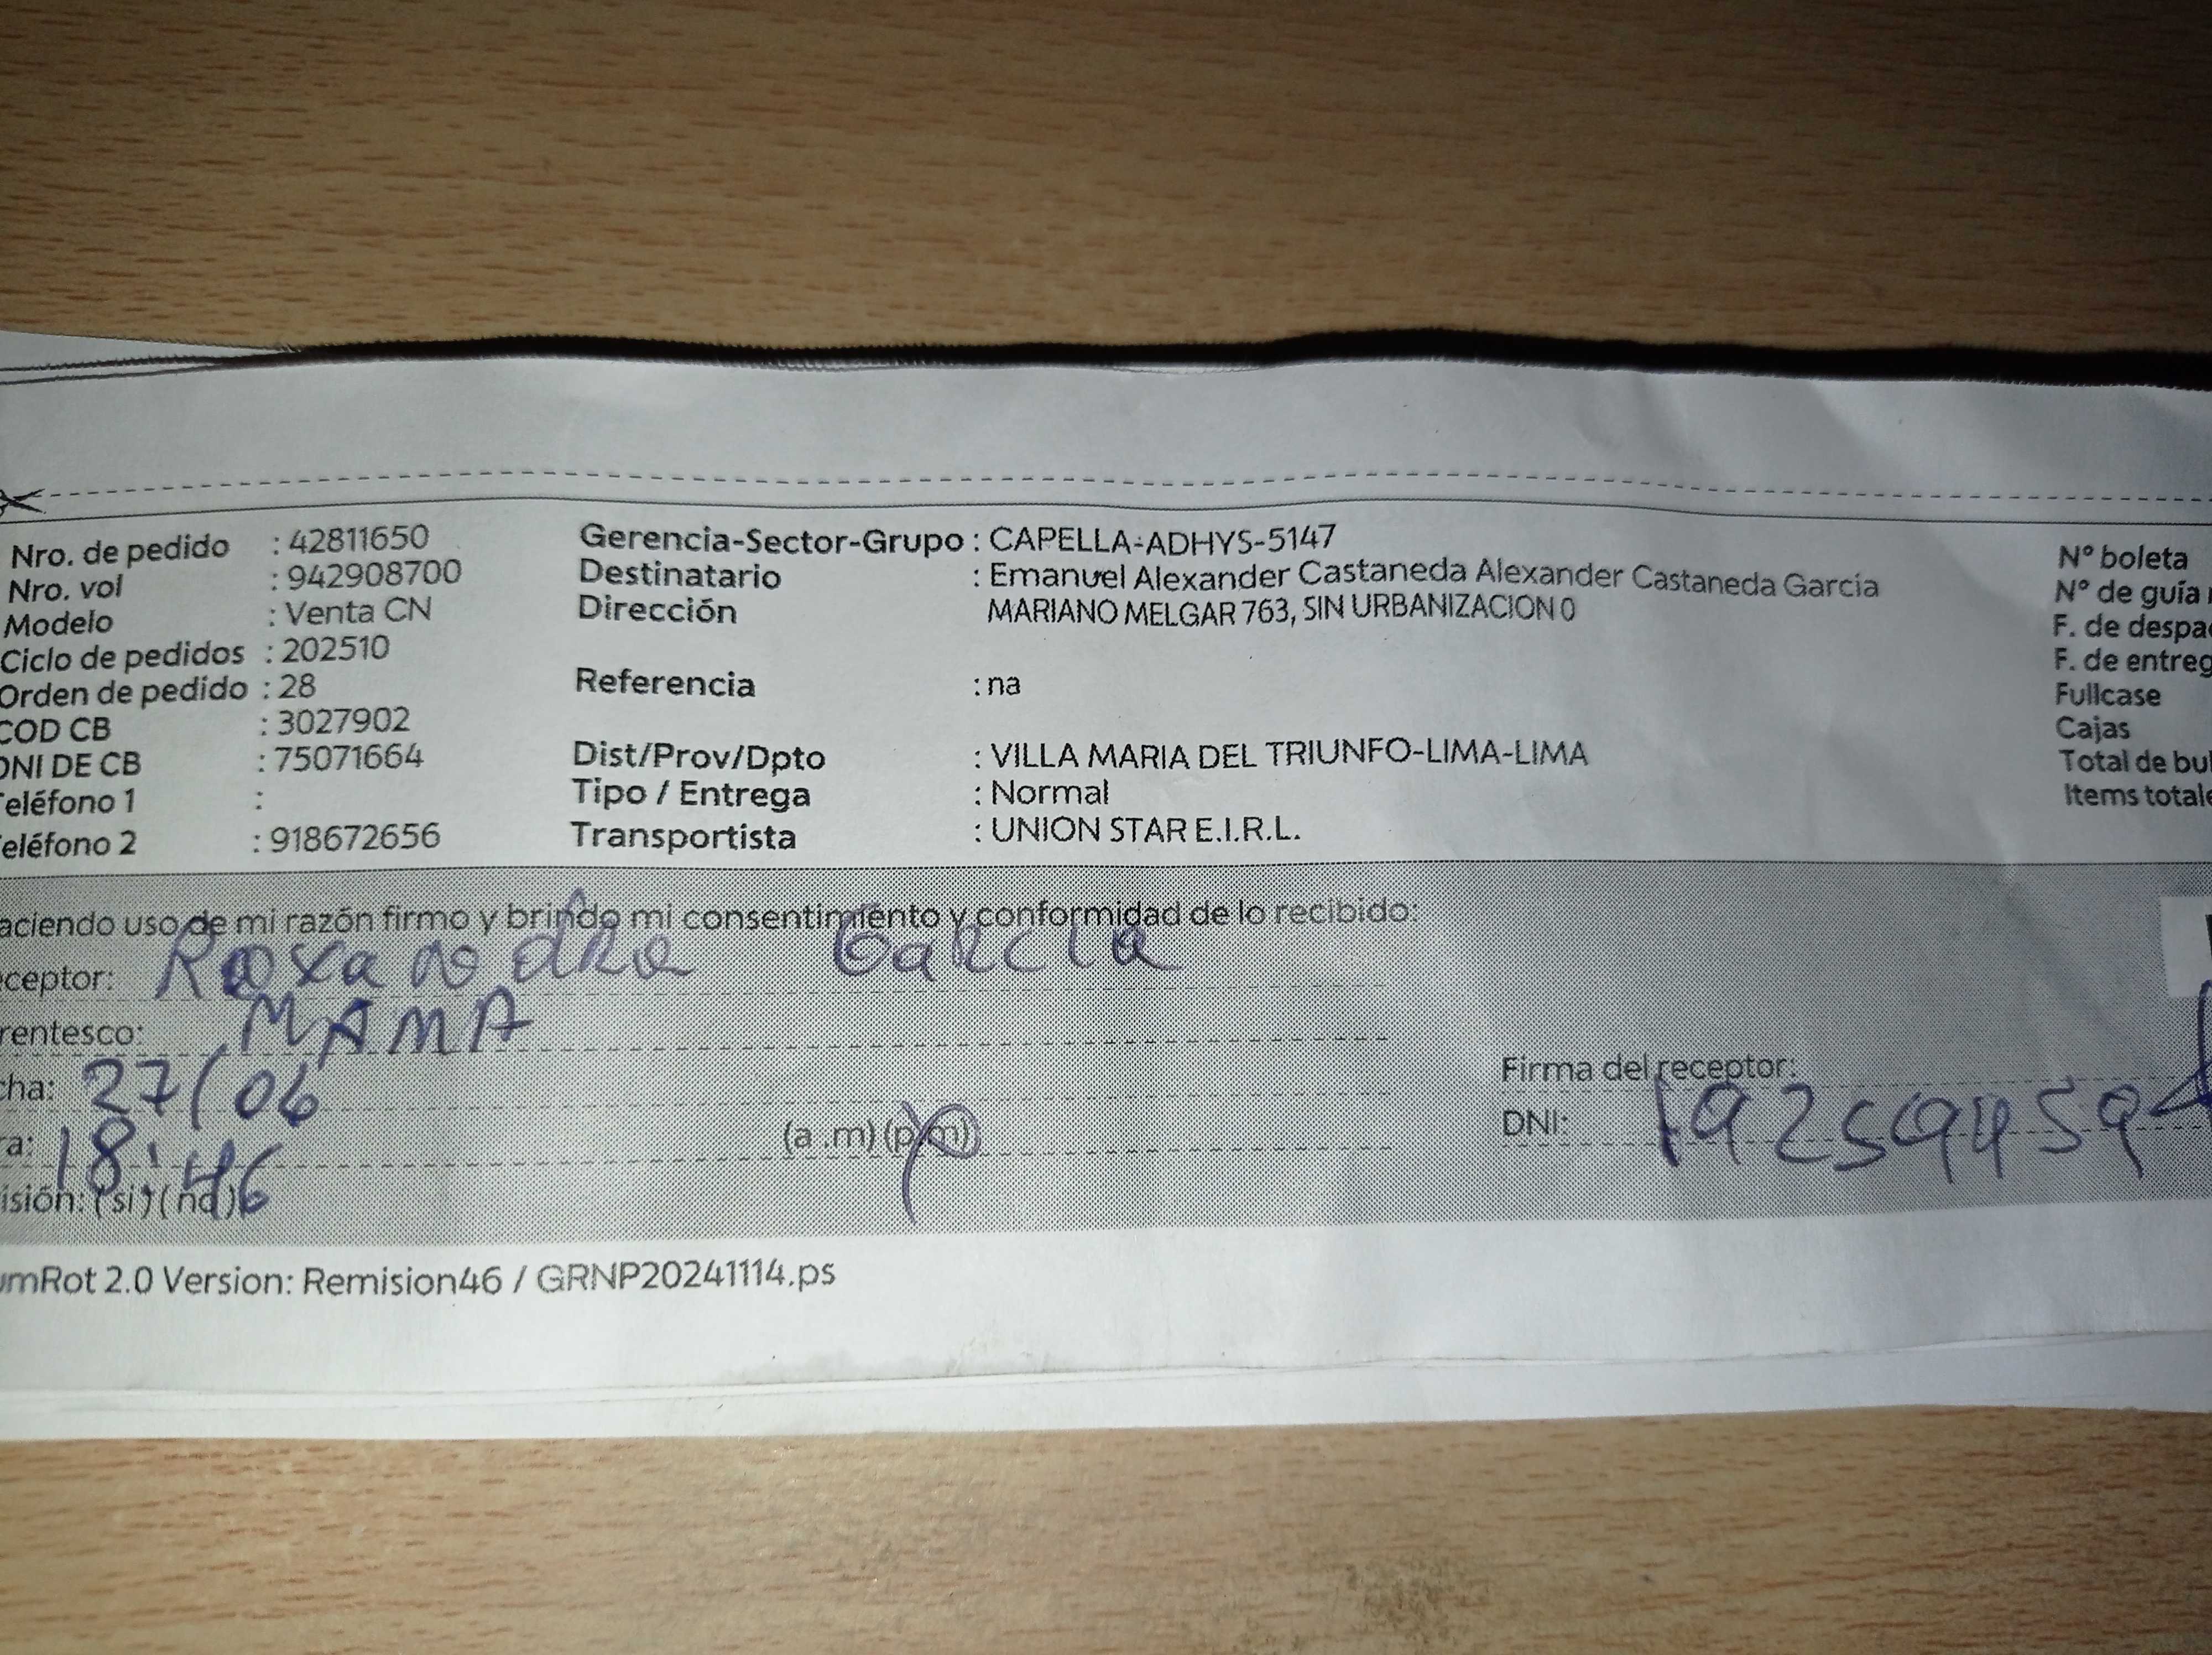 Nro. de pedido : 42811650 Gerencia-Sector-Grupo : CAPELLA-ADHYS-5147 N° boleta
Nro. vol : 942908700 Destinatario : Emanuel Alexander Castaneda Alexander Castaneda Garcia N° de guía
Modelo : Venta CN Dirección MARIANO MELGAR 763, SIN URBANIZACION 0 F. de despa
Ciclo de pedidos : 202510 F. de entreg
Orden de pedido : 28 Referencia : na Fullcase
COD CB : 3027902 Cajas
DNI DE CB : 75071664 Dist/Prov/Dpto : VILLA MARIA DEL TRIUNFO-LIMA-LIMA Total de bul
Teléfono 1 : Tipo / Entrega : Normal Items totale
eléfono 2 : 918672656 Transportista : UNION STAR E.I.R.L.
aciendo uso de mi razón firmo y brindo mi consentimiento y conformidad de lo recibido:
ceptor: Garcia
rentesco: MAMA
Firma del receptor:
cha: 27/06
DNI:
a: 18:46 (a.m) (p.m)
isión: (si) (no)
umRot 2.0 Version: Remision46 / GRNP20241114.ps